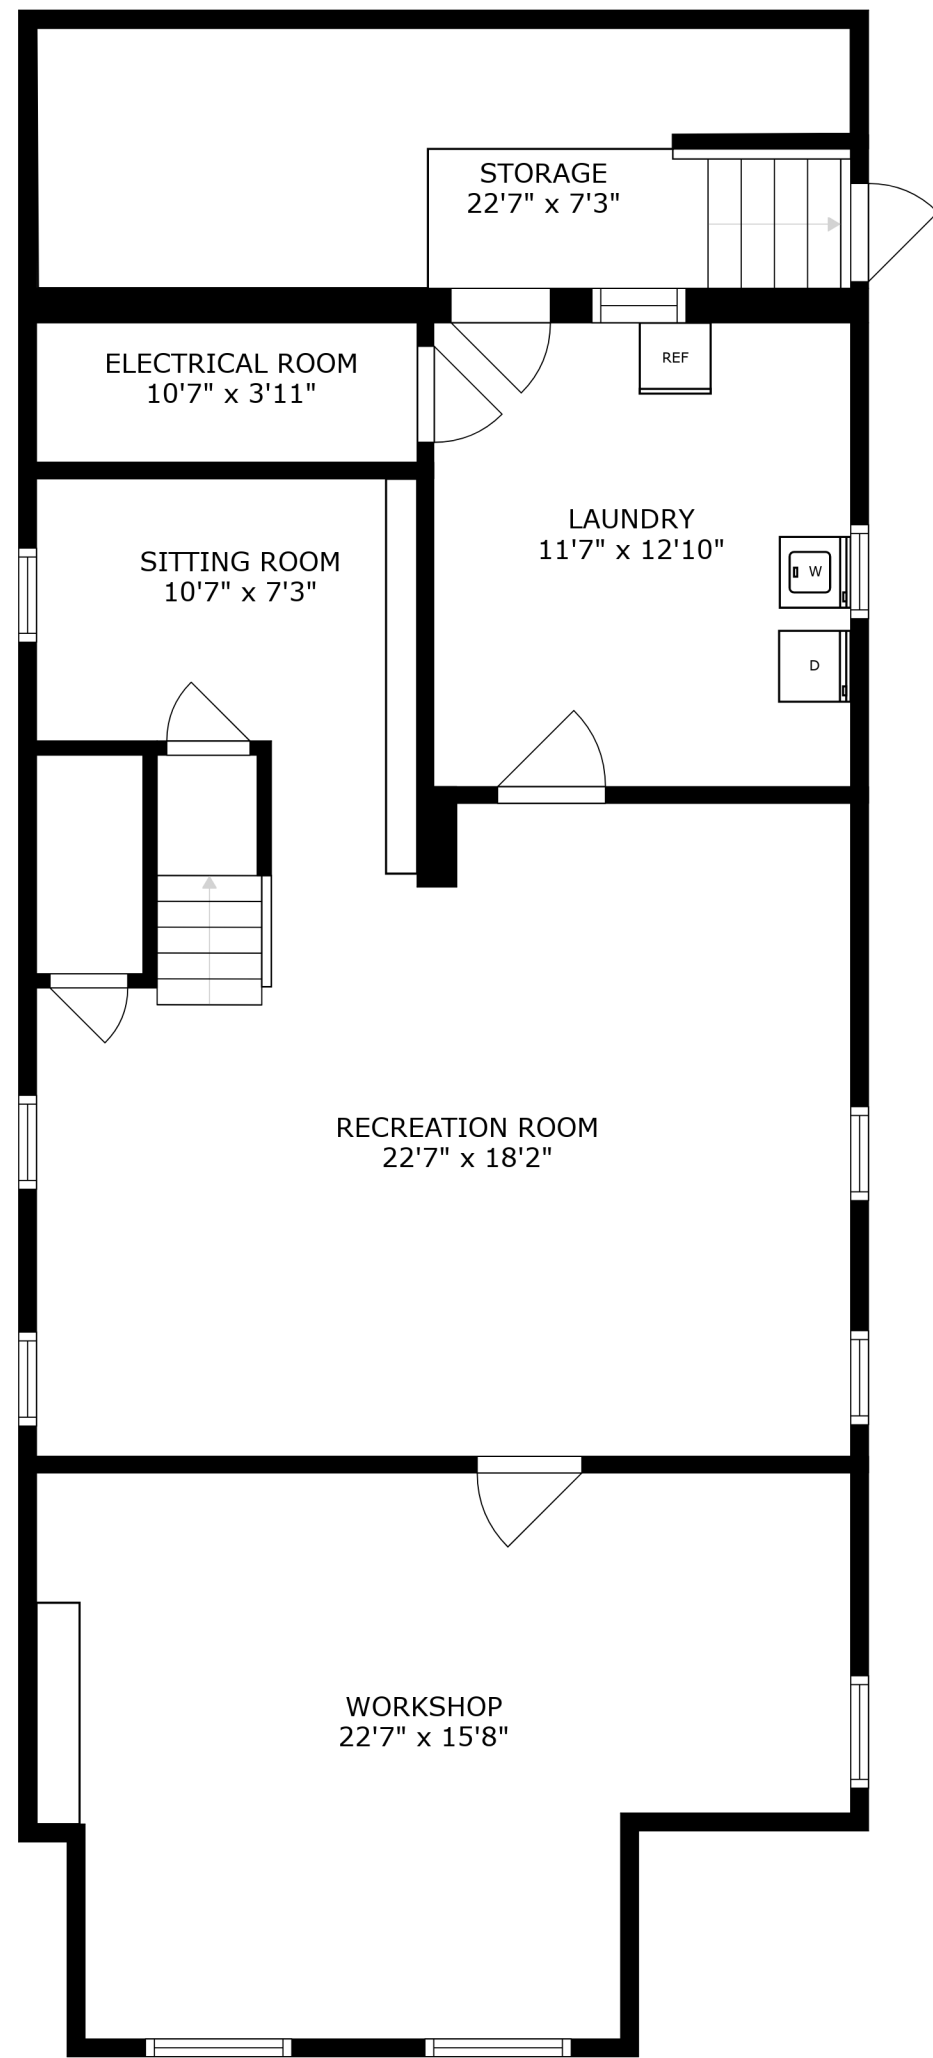 STORAGE
22'7" x 7'3"
ELECTRICAL ROOM
10'7" x 3'11"
REF
LAUNDRY
11'7" x 12'10"
SITTING ROOM
10'7" x 7'3"
W
D
RECREATION ROOM
22'7" x 18'2"
WORKSHOP
22'7" x 15'8"